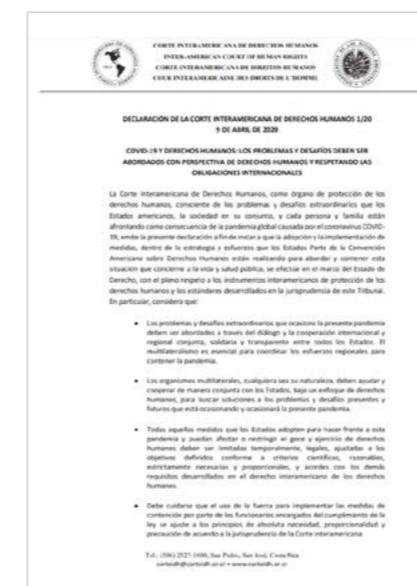 CORTE INTERAMERICANA DE DERECHOS HUMANOS
INTER-AMERICAN COURT OF HUMAN RIGHTS
CORTE INTERAMERICANA DE DIREITOS HUMANOS
COUR INTERAMERICAINE DES DROITS DE L'HOMME
DECLARACIÓN DE LA CORTE INTERAMERICANA DE DERECHOS HUMANOS 1/20
9 DE ABRIL DE 2020
COVID-19 Y DERECHOS HUMANOS: LOS PROBLEMAS Y DESAFÍOS DEBEN SER
ABORDADOS CON PERSPECTIVA DE DERECHOS HUMANOS Y RESPETANDO LAS
OBLIGACIONES INTERNACIONALES
La Corte Interamericana de Derechos Humanos, como órgano de protección de los
derechos humanos, consciente de los problemas y desafíos extraordinarios que los
Estados americanos, la sociedad en su conjunto, y cada persona y familia están
afrontando como consecuencia de la pandemia global causada por el coronavirus COVID-
19, emite la presente declaración a fin de instar a que la adopción y la implementación de
medidas, dentro de la estrategia y esfuerzos que los Estados Parte de la Convención
Americana sobre Derechos Humanos están realizando para abordar y contener esta
situación que concierne a la vida y salud pública, se efectúe en el marco del Estado de
Derecho, con el pleno respeto a los instrumentos interamericanos de protección de los
derechos humanos y los estándares desarrollados en la jurisprudencia de este Tribunal.
En particular, considera que:
• Los problemas y desafíos extraordinarios que ocasiona la presente pandemia
deben ser abordados a través del diálogo y la cooperación internacional y
regional conjunta, solidaria y transparente entre todos los Estados. El
multilateralismo es esencial para coordinar los esfuerzos regionales para
contener la pandemia.
• Los organismos multilaterales, cualquiera sea su naturaleza, deben ayudar y
cooperar de manera conjunta con los Estados, bajo un enfoque de derechos
humanos, para buscar soluciones a los problemas y desafíos presentes y
futuros que está ocasionando y ocasionará la presente pandemia.
• Todas aquellas medidas que los Estados adopten para hacer frente a esta
pandemia y puedan afectar o restringir el goce y ejercicio de derechos
humanos deben ser limitadas temporalmente, legales, ajustadas a los
objetivos definidos conforme a criterios científicos, razonables,
estrictamente necesarias y proporcionales, y acordes con los demás
requisitos desarrollados en el derecho interamericano de los derechos
humanos.
• Debe cuidarse que el uso de la fuerza para implementar las medidas de
contención por parte de los funcionarios encargados del cumplimiento de la
ley se ajuste a los principios de absoluta necesidad, proporcionalidad y
precaución de acuerdo a la jurisprudencia de la Corte Interamericana.
Tel.: (506) 2527-1600, San Pedro, San José, Costa Rica
corteidh@corteidh.or.cr • www.corteidh.or.cr